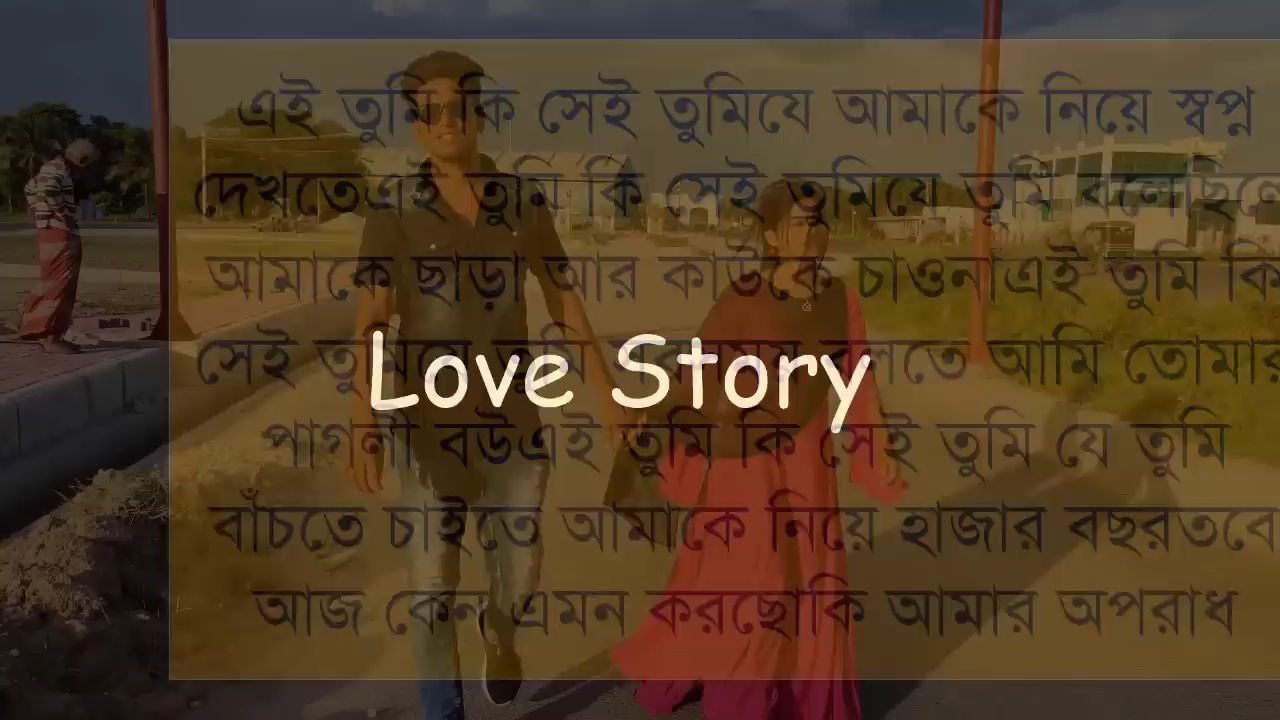 এই তুমি কি সেই তুমিযে আমাকে নিয়ে স্বপ্ন
দেখতেএই তুমি কি সেই তুমিযে তুমি বলেছিলে
আমাকে ছাড়া আর কাউকে চাওনাএই তুমি কি
সেই তুমিযে তুমি বলতে আমি তোমার
Love Story
পাগলী বউএই তুমি কি সেই তুমি যে তুমি
বাঁচতে চাইতে আমাকে নিয়ে হাজার বছরতবে
আজ কেন এমন করছোকি আমার অপরাধ